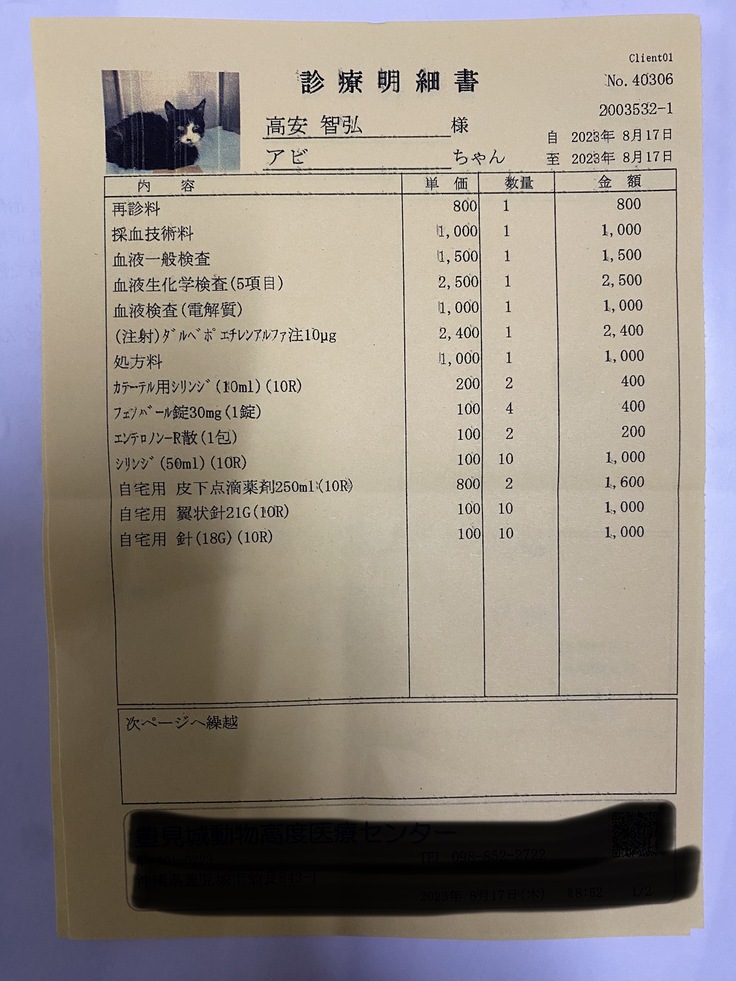 Client01
診療明細書
No. 40306
2003532-1
高安 智弘 様
自 2023年 8月17日
アビ ちゃん
至 2023年 8月17日
内 容 単 価 数量 金 額
再診料 800 1 800
採血技術料 1,000 1 1,000
血液一般検査 1,500 1 1,500
血液生化学検査(5項目) 2,500 1 2,500
血液検査(電解質) 1,000 1 1,000
(注射)ダルベポエチレンアルファ注10μg 2,400 1 2,400
処方料 1,000 1 1,000
カテーテル用シリンジ(10ml)(10R) 200 2 400
フェノバール錠30mg(1錠) 100 4 400
エンテロノンーR散(1包) 100 2 200
シリンジ(50ml)(10R) 100 10 1,000
自宅用 皮下点滴薬剤250ml(10R) 800 2 1,600
自宅用 翼状針21G(10R) 100 10 1,000
自宅用 針(18G)(10R) 100 10 1,000
次ページへ繰越